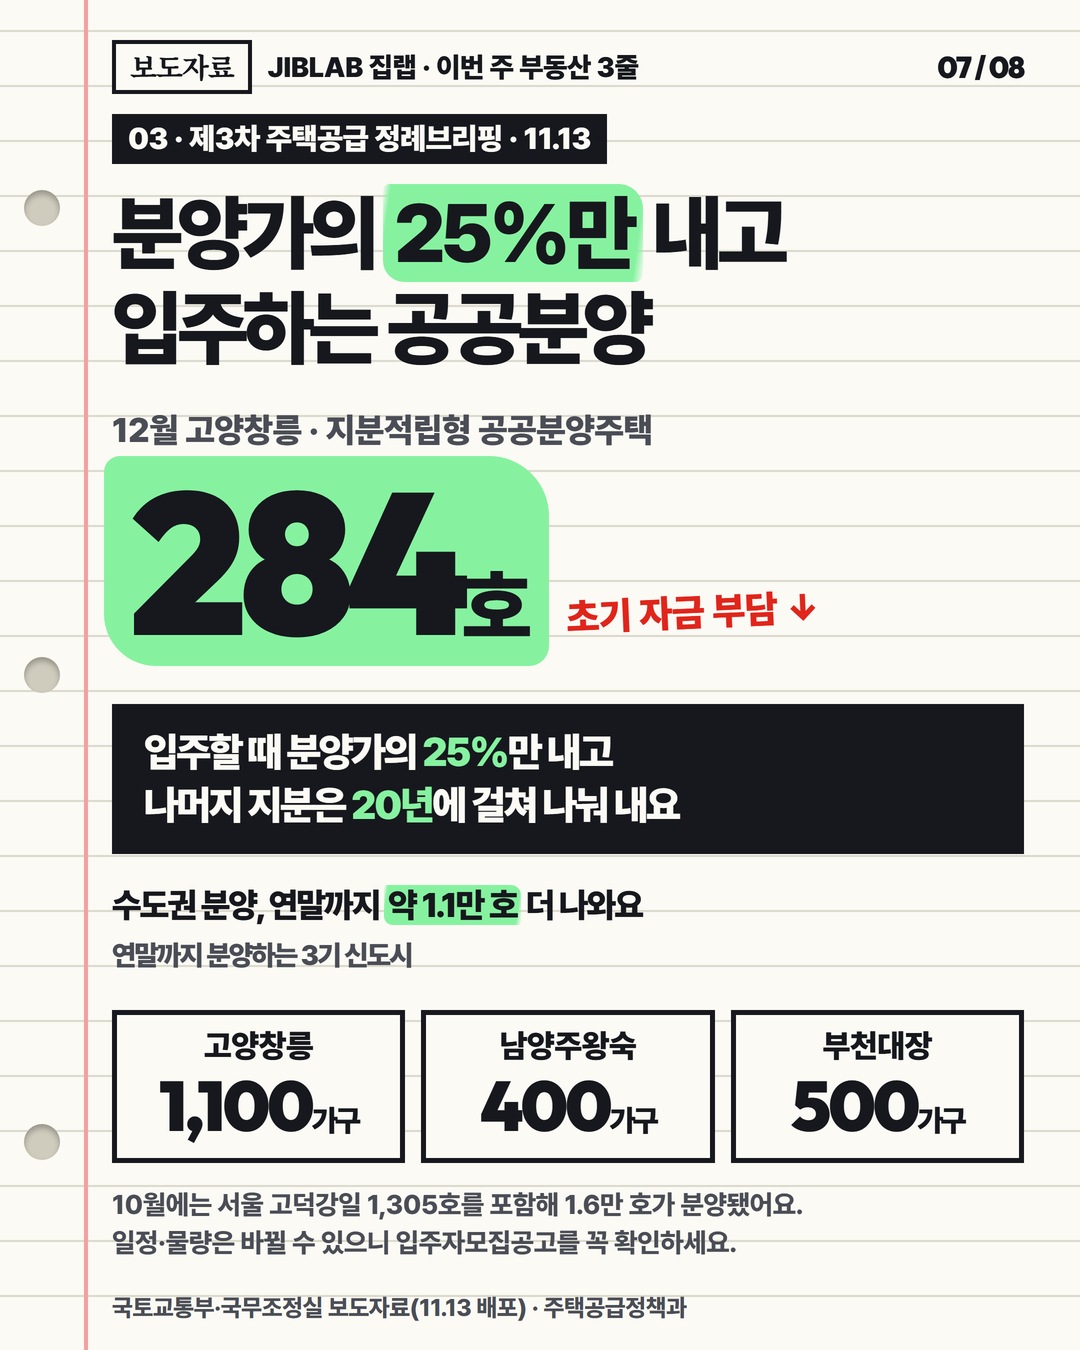 보도자료 JIBLAB 집랩 · 이번 주 부동산 3줄 07/08
03 · 제3차 주택공급 정례브리핑 · 11.13
분양가의 25%만 내고
입주하는 공공분양
12월 고양창릉 · 지분적립형 공공분양주택
284호 초기 자금 부담 ↓
입주할 때 분양가의 25%만 내고
나머지 지분은 20년에 걸쳐 나눠 내요
수도권 분양, 연말까지 약 1.1만 호 더 나와요
연말까지 분양하는 3기 신도시
고양창릉 남양주왕숙 부천대장
1,100가구 400가구 500가구
10월에는 서울 고덕강일 1,305호를 포함해 1.6만 호가 분양됐어요.
일정·물량은 바뀔 수 있으니 입주자모집공고를 꼭 확인하세요.
국토교통부·국무조정실 보도자료(11.13 배포) · 주택공급정책과